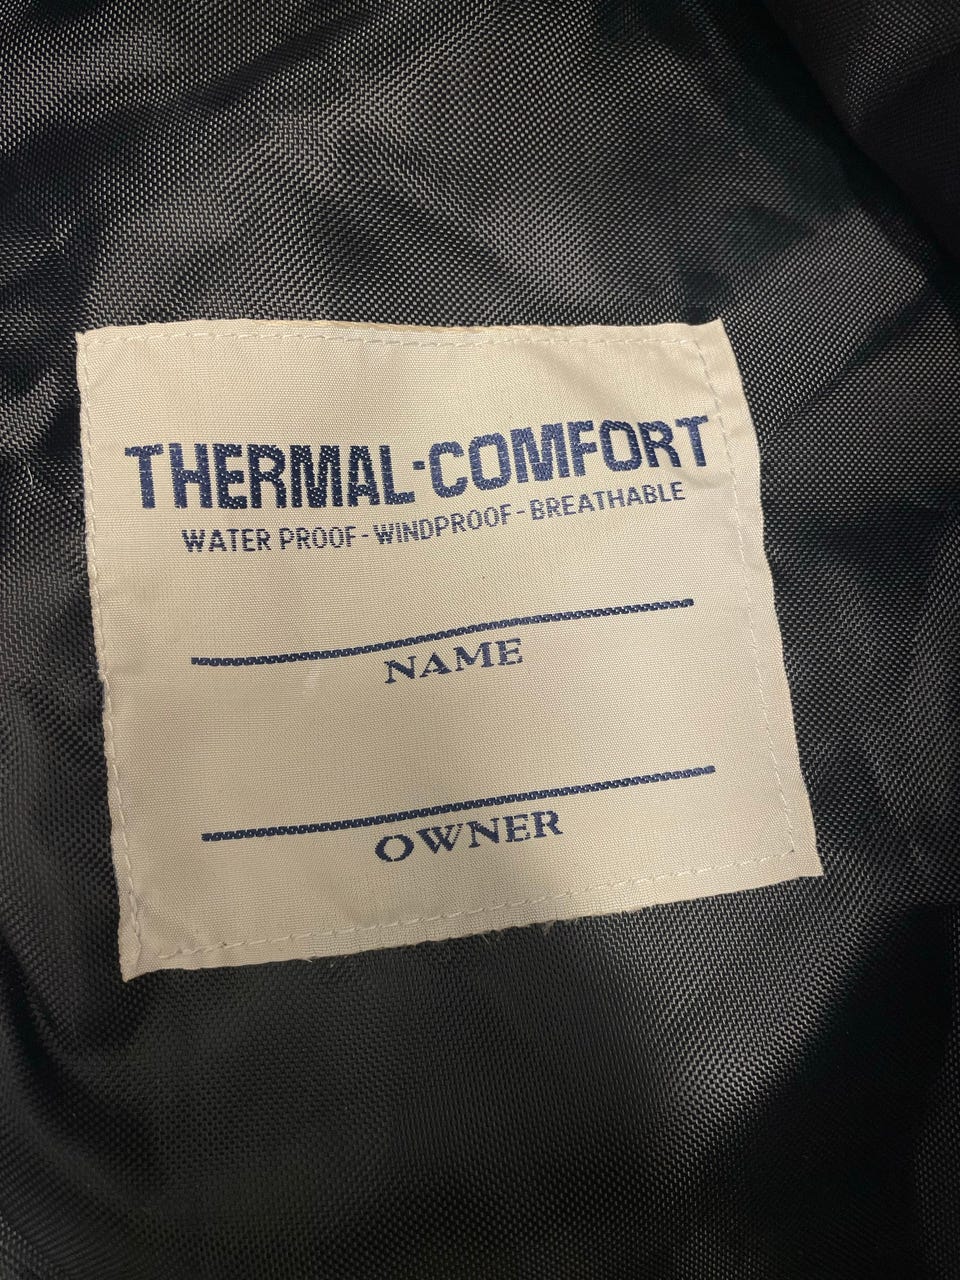 THERMAL-COMFORT
WATER PROOF-WINDPROOF-BREATHABLE
NAME
OWNER